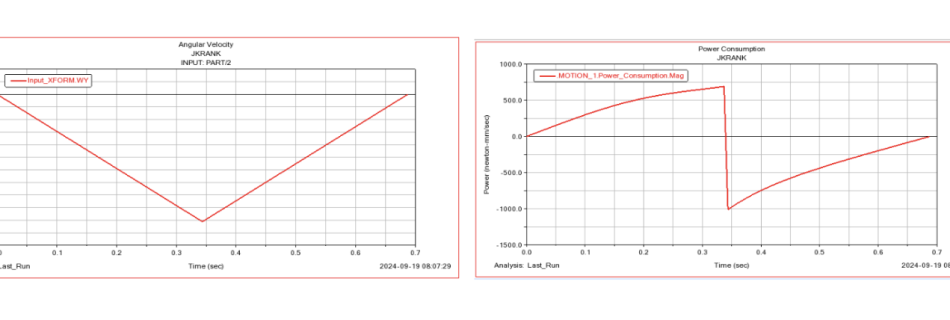 Angular Velocity
JKRANK
INPUT: PART/2
Input_XFORM.WY
0.1 0.2 0.3 0.4 0.5 0.6 0.7
Last_Run Time (sec) 2024-09-19 08:07:29
Power Consumption
JKRANK
1000.0
.MOTION_1.Power_Consumption.Mag
500.0
0.0
-500.0
-1000.0
-1500.0
Power (newton-mm/sec)
0.0 0.1 0.2 0.3 0.4 0.5 0.6 0.7
Analysis: Last_Run Time (sec) 2024-09-19 08